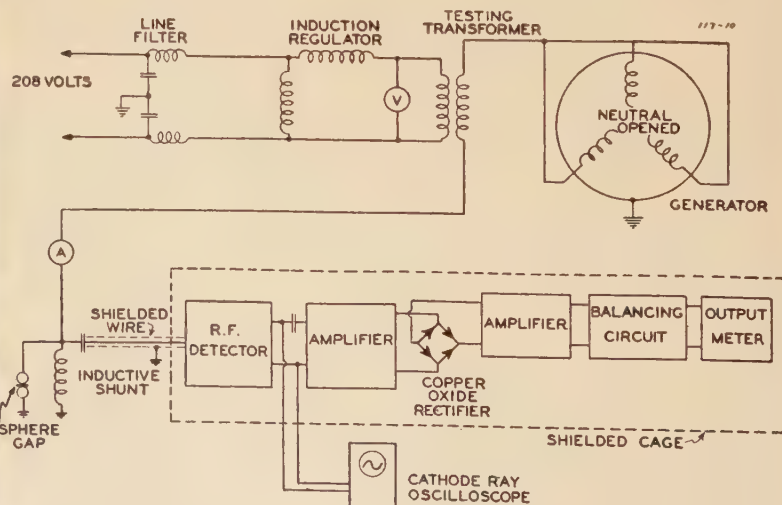 LINE
FILTER
INDUCTION
REGULATOR
TESTING
TRANSFORMER
117-10
208 VOLTS
V
NEUTRAL
OPENED
GENERATOR
A
SHIELDED
WIRE
R.F.
DETECTOR
AMPLIFIER
AMPLIFIER
BALANCING
CIRCUIT
OUTPUT
METER
INDUCTIVE
SHUNT
COPPER
OXIDE
RECTIFIER
SPHERE
GAP
SHIELDED CAGE
CATHODE RAY
OSCILLOSCOPE